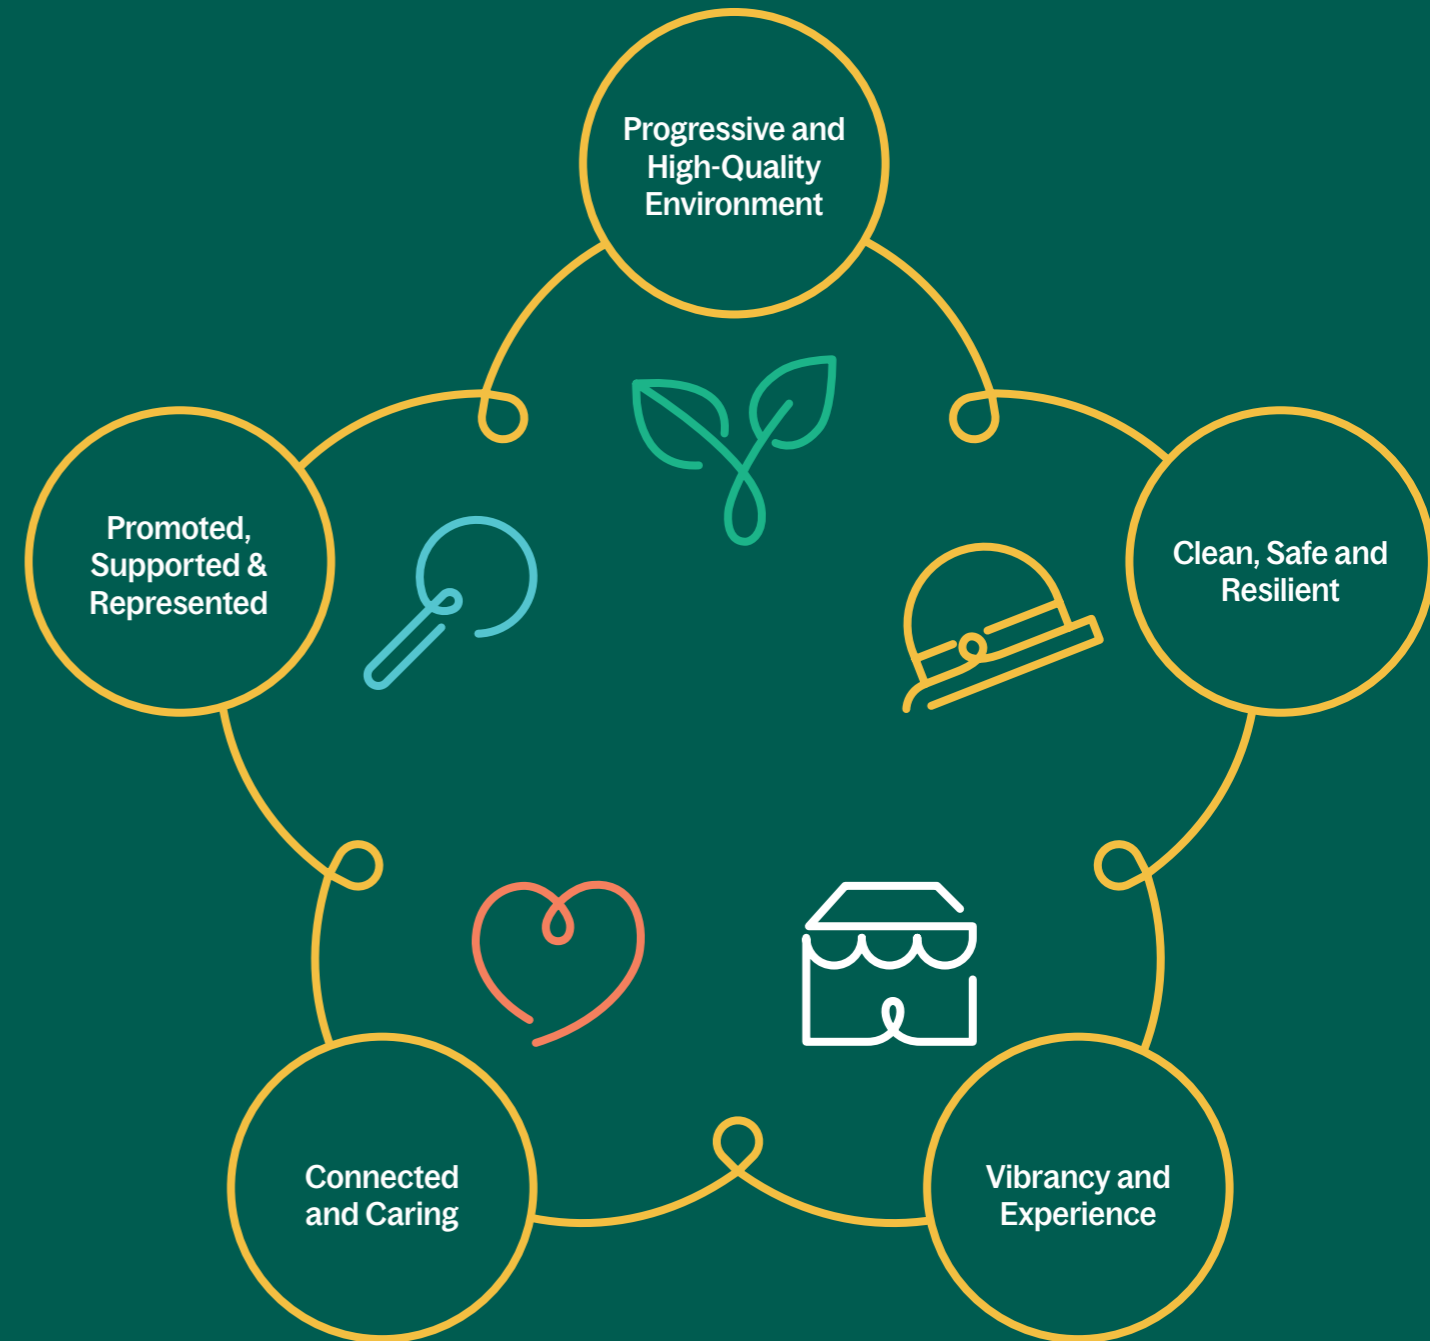 Progressive and
High-Quality
Environment
Promoted,
Supported &
Represented
Clean, Safe and
Resilient
Connected
and Caring
Vibrancy and
Experience